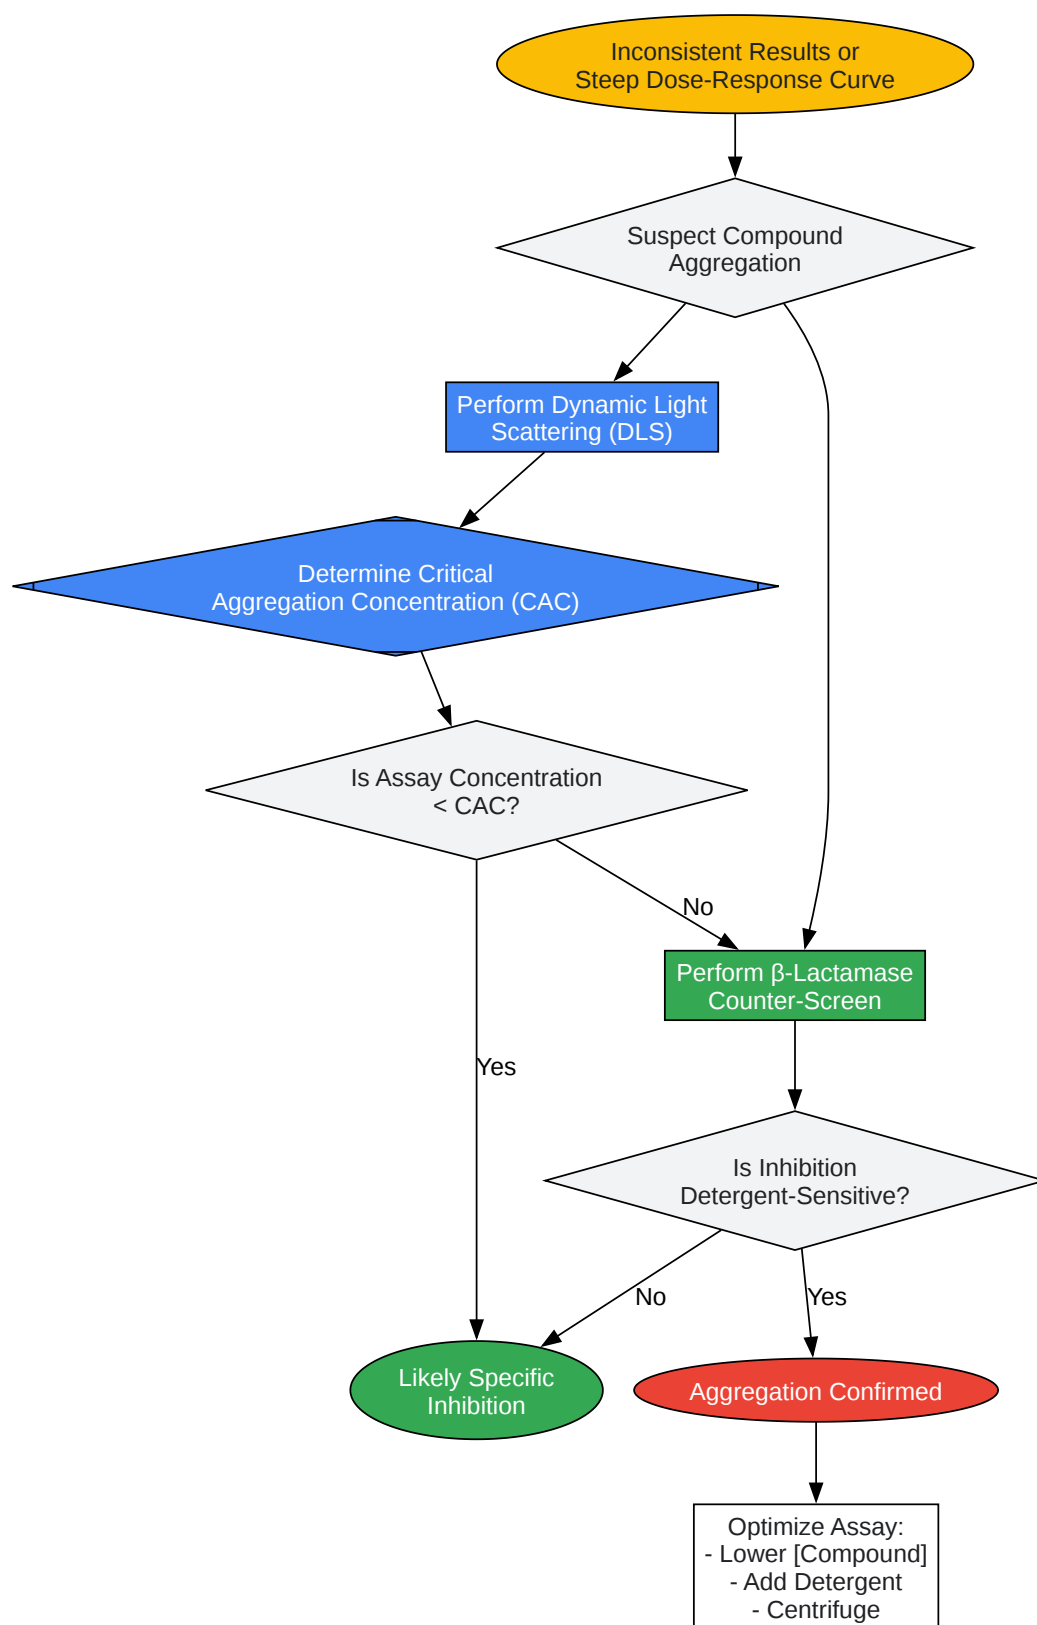 Inconsistent Results or
Steep Dose-Response Curve
Suspect Compound
Aggregation
Perform Dynamic Light
Scattering (DLS)
Determine Critical
Aggregation Concentration (CAC)
Is Assay Concentration
< CAC?
No
Perform β-Lactamase
Counter-Screen
Yes
Is Inhibition
Detergent-Sensitive?
No
Yes
Likely Specific
Inhibition
Aggregation Confirmed
Optimize Assay:
- Lower [Compound]
- Add Detergent
- Centrifuge